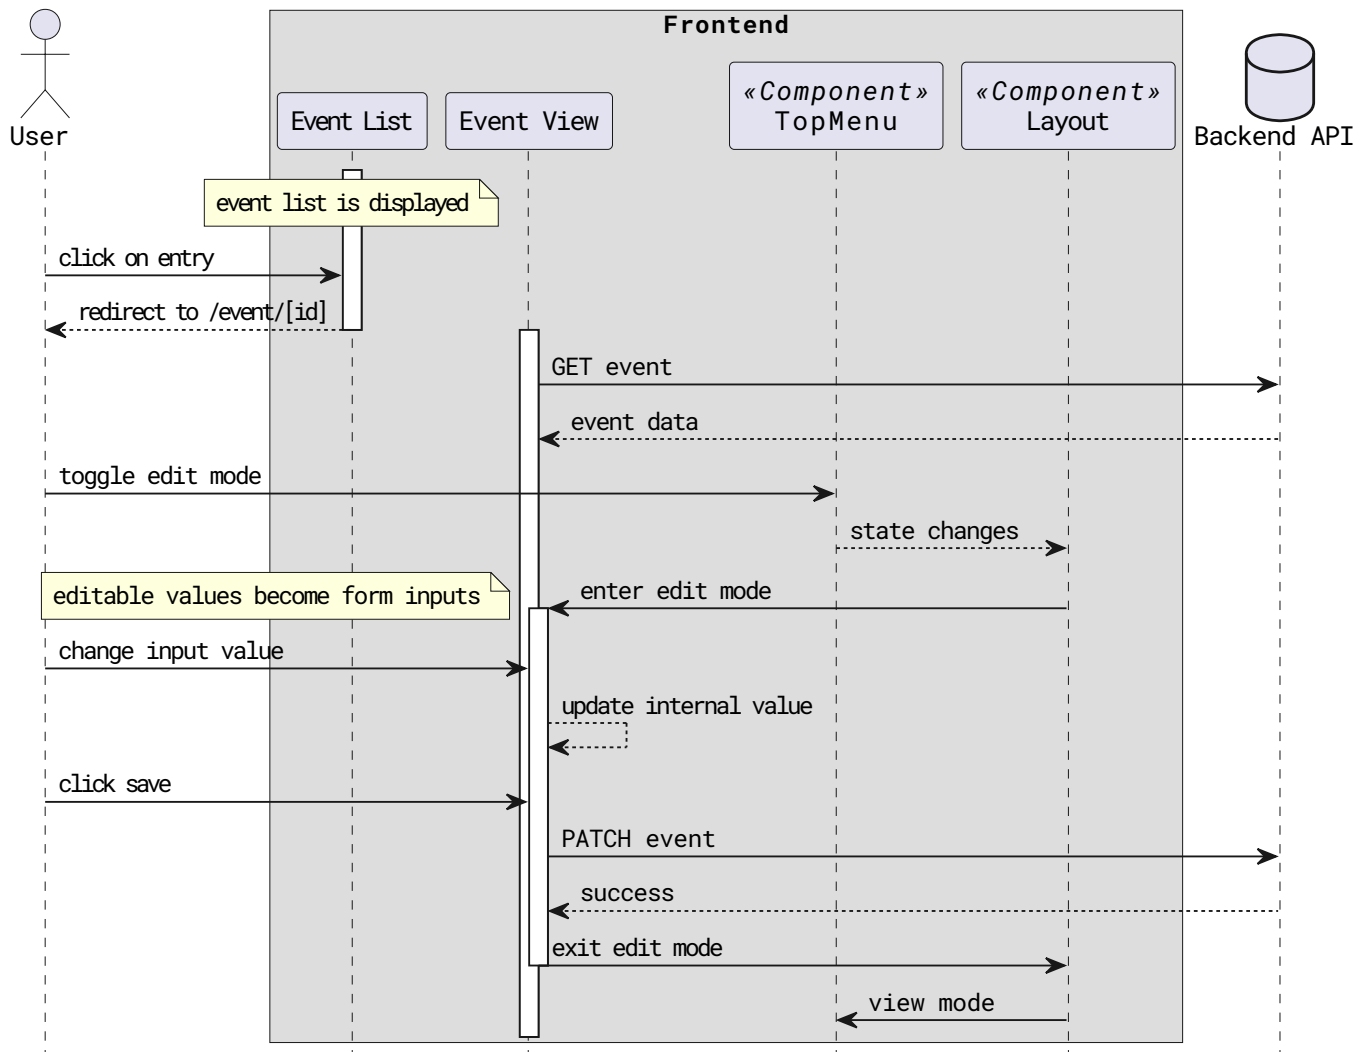 Frontend
«Component»
«Component»
User
Event List
Event View
TopMenu
Layout
Backend API
event list is displayed
click on entry
redirect to /event/[id]
GET event
event data
toggle edit mode
state changes
enter edit mode
editable values become form inputs
change input value
update internal value
click save
PATCH event
success
exit edit mode
view mode